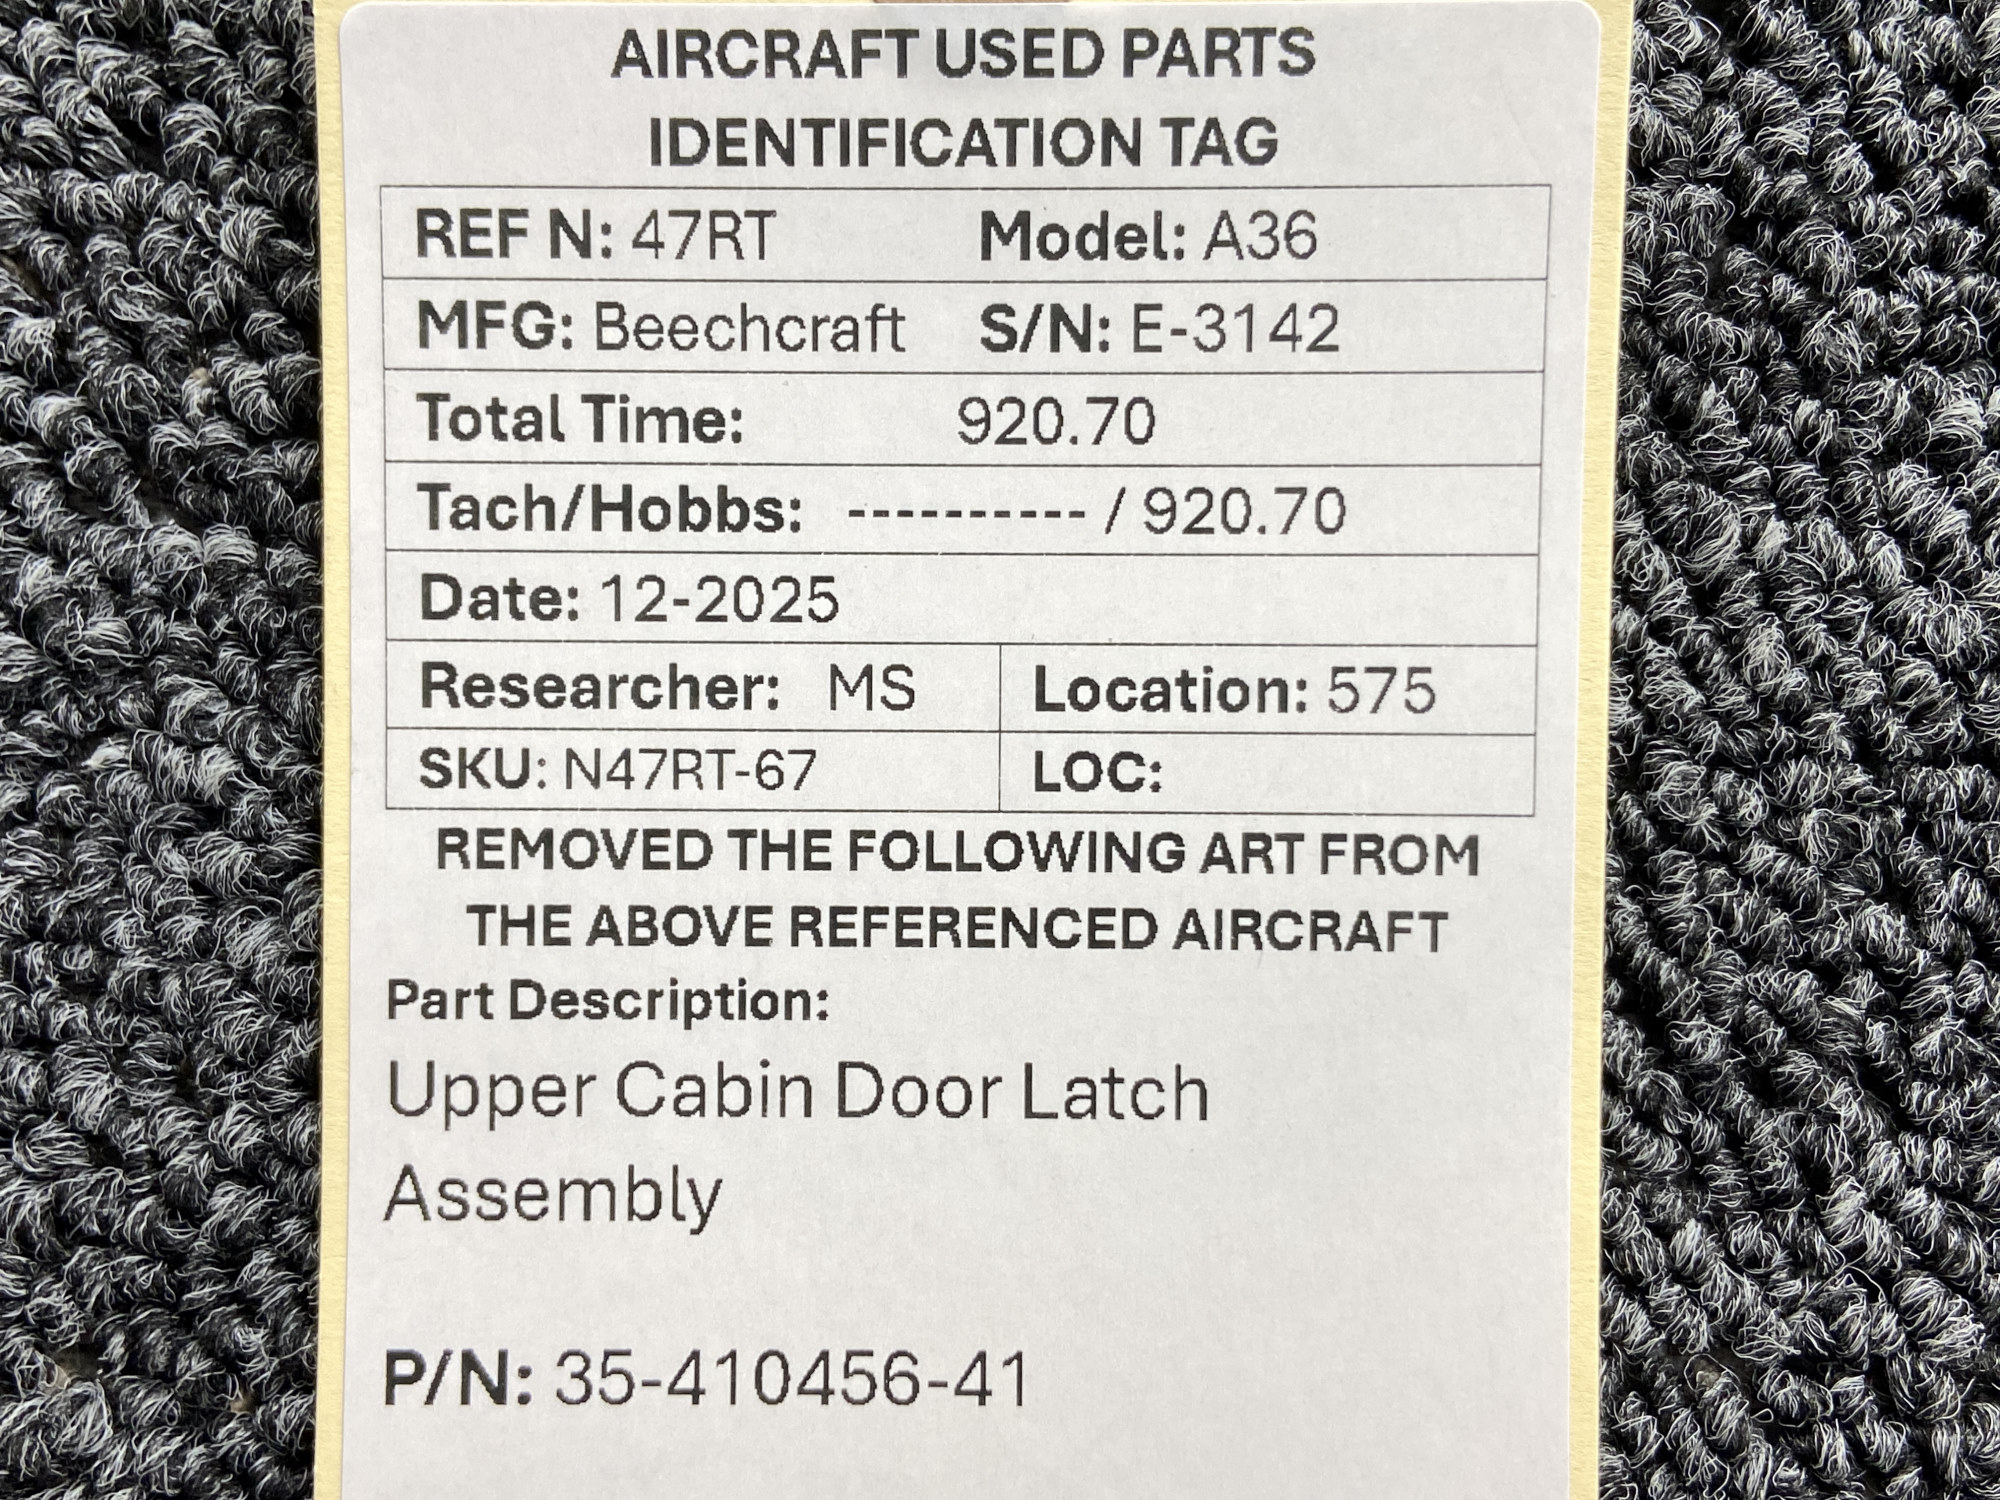 AIRCRAFT USED PARTS
IDENTIFICATION TAG
REF N: 47RT Model: A36
MFG: Beechcraft S/N: E-3142
Total Time: 920.70
Tach/Hobbs: ---------- / 920.70
Date: 12-2025
Researcher: MS Location: 575
SKU: N47RT-67 LOC:
REMOVED THE FOLLOWING ART FROM
THE ABOVE REFERENCED AIRCRAFT
Part Description:
Upper Cabin Door Latch
Assembly
P/N: 35-410456-41